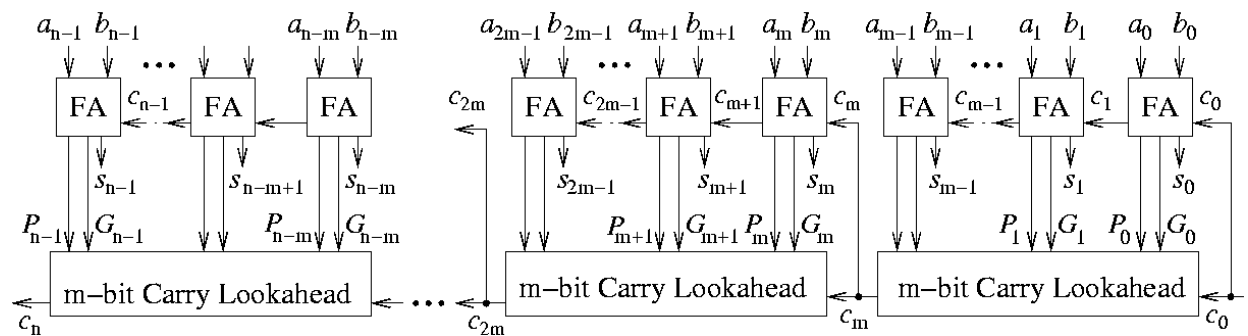 a_{n-1} b_{n-1} ... a_{n-m} b_{n-m} a_{2m-1} b_{2m-1} ... a_{m+1} b_{m+1} a_m b_m a_{m-1} b_{m-1} ... a_1 b_1 a_0 b_0
FA c_{n-1} FA FA c_{2m} FA c_{2m-1} FA c_{m+1} FA c_m FA c_{m-1} FA c_1 FA c_0
s_{n-1} s_{n-m+1} s_{n-m} s_{2m-1} s_{m+1} s_m s_{m-1} s_1 s_0
P_{n-1} G_{n-1} P_{n-m} G_{n-m} P_{m+1} G_{m+1} P_m G_m P_1 G_1 P_0 G_0
m-bit Carry Lookahead ... m-bit Carry Lookahead m-bit Carry Lookahead
c_n c_{2m} c_m c_0